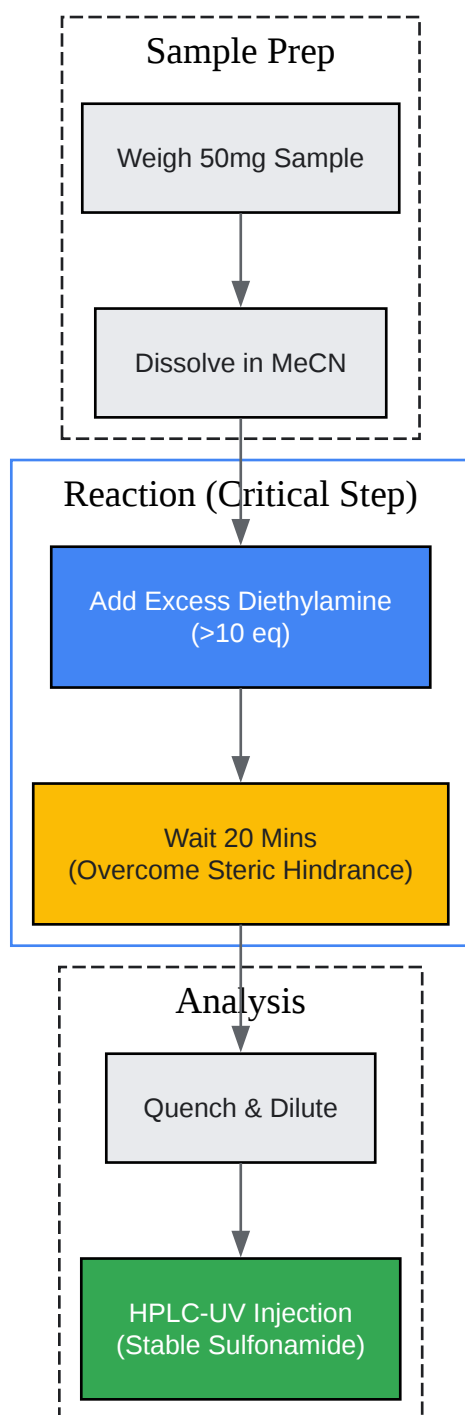 Sample Prep
Weigh 50mg Sample
Dissolve in MeCN
Reaction (Critical Step)
Add Excess Diethylamine
(>10 eq)
Wait 20 Mins
(Overcome Steric Hindrance)
Analysis
Quench & Dilute
HPLC-UV Injection
(Stable Sulfonamide)